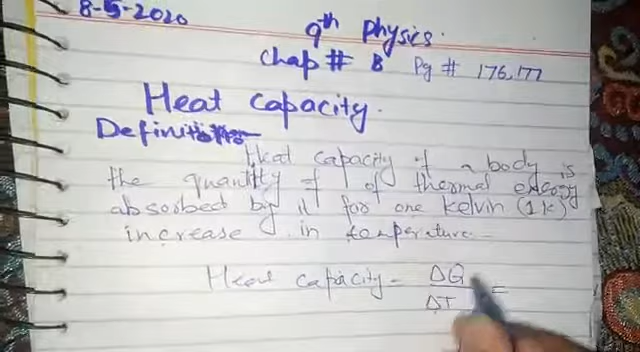 8-5-2020
9th physics.
Chap # 8 Pg # 176,177
Heat capacity.
Definition
Heat capacity of a body is
the quantity of of thermal energy
absorbed by it for one kelvin (1K)
increase in temperature.
Heat capacity = ΔQ / ΔT =